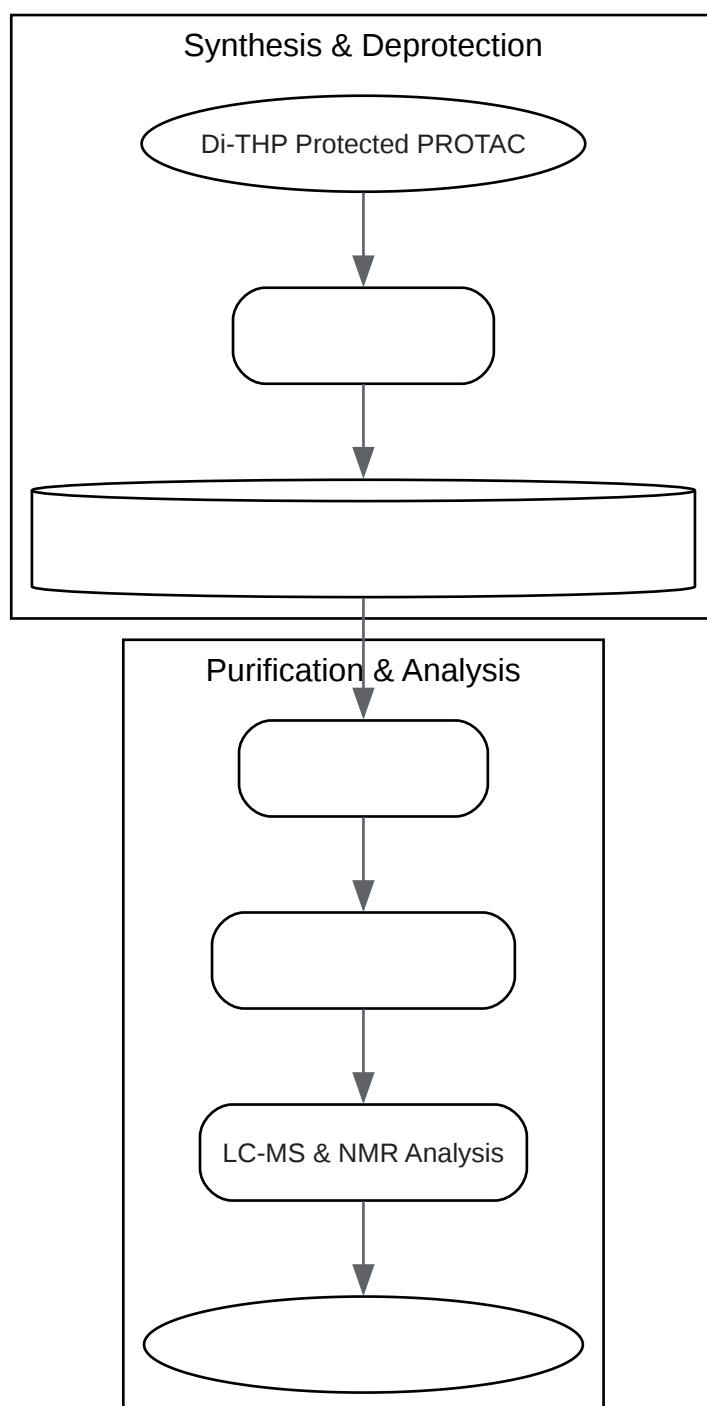 Synthesis & Deprotection
Di-THP Protected PROTAC
Purification & Analysis
LC-MS & NMR Analysis